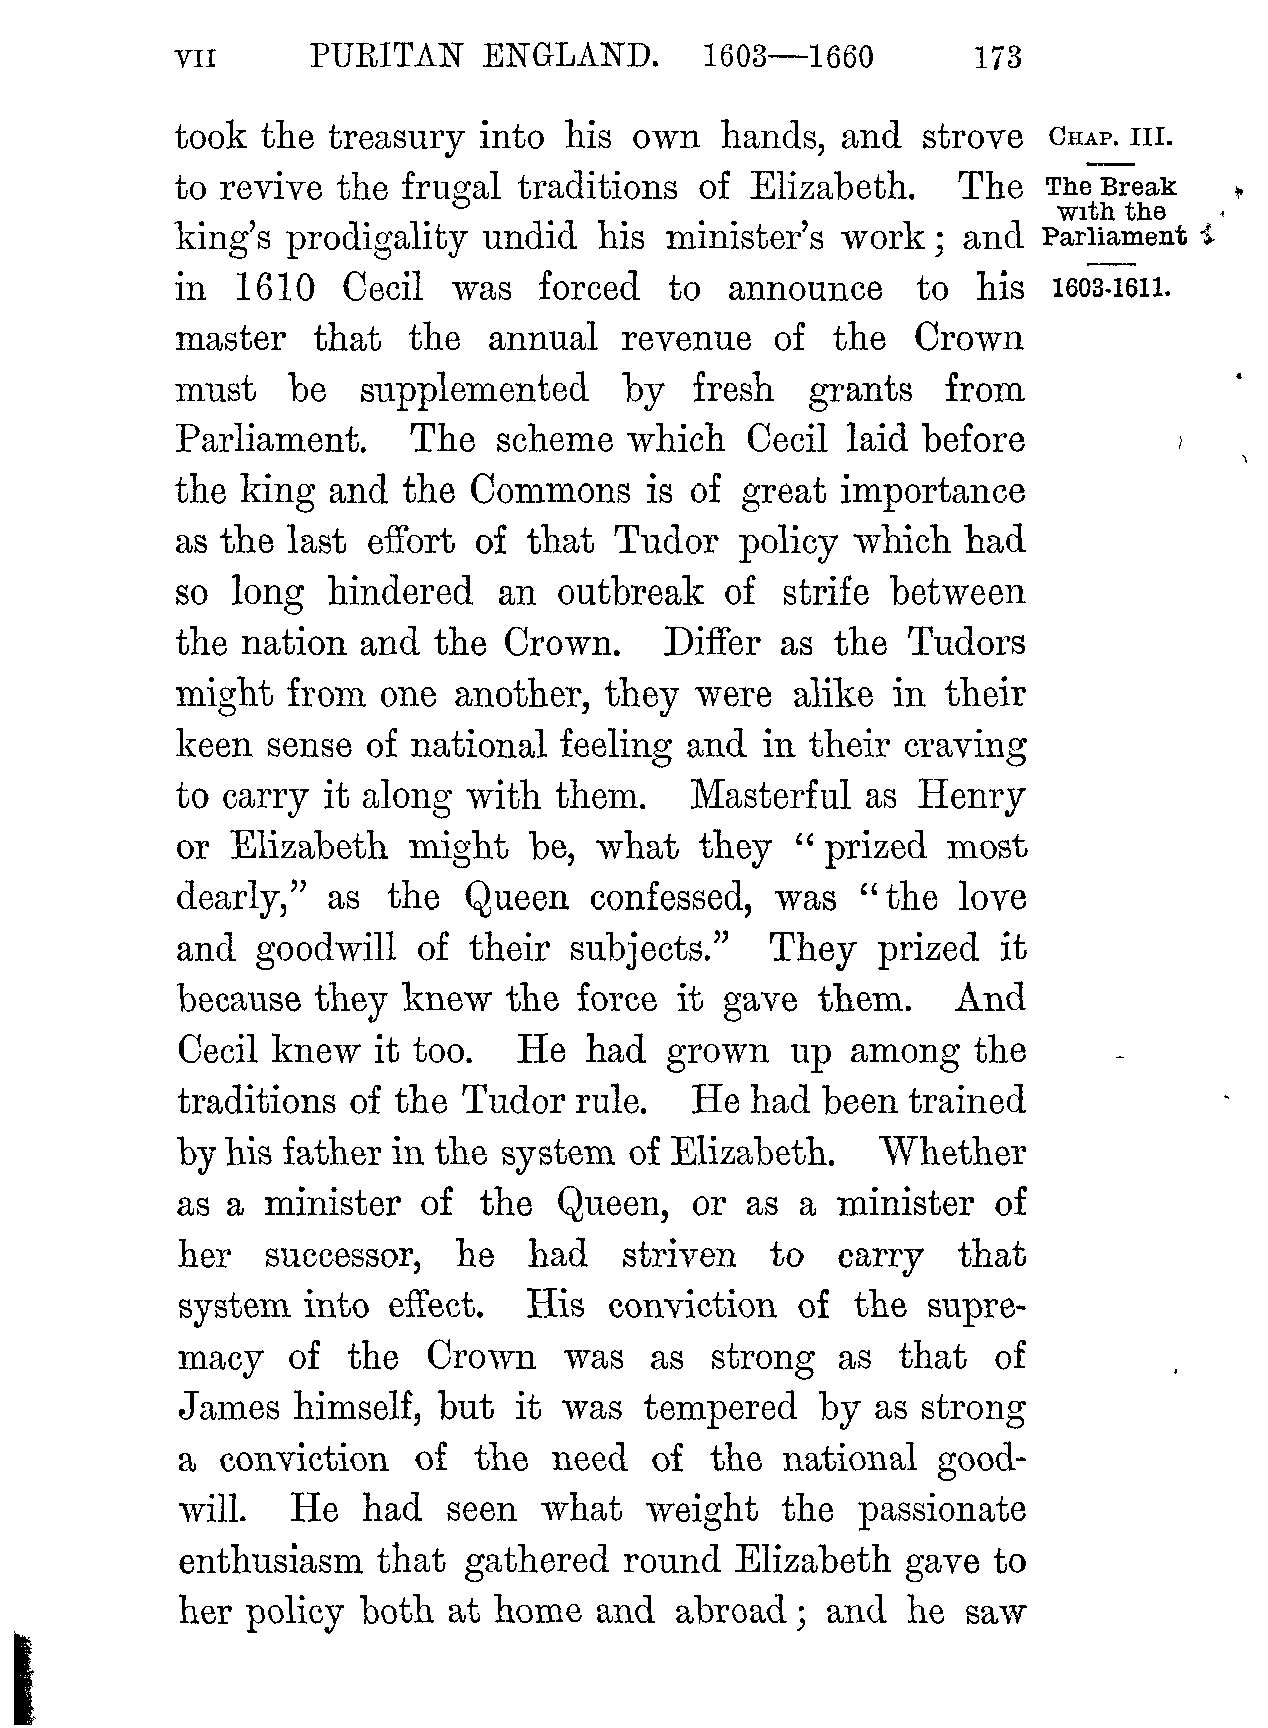 VII PURITAN ENGLAND. 1603—1660 173
took the treasury into his own hands, and strove
to revive the frugal traditions of Elizabeth. The
king's prodigality undid his minister's work; and
in 1610 Cecil was forced to announce to his
master that the annual revenue of the Crown
must be supplemented by fresh grants from
Parliament. The scheme which Cecil laid before
the king and the Commons is of great importance
as the last effort of that Tudor policy which had
so long hindered an outbreak of strife between
the nation and the Crown. Differ as the Tudors
might from one another, they were alike in their
keen sense of national feeling and in their craving
to carry it along with them. Masterful as Henry
or Elizabeth might be, what they "prized most
dearly," as the Queen confessed, was "the love
and goodwill of their subjects." They prized it
because they knew the force it gave them. And
Cecil knew it too. He had grown up among the
traditions of the Tudor rule. He had been trained
by his father in the system of Elizabeth. Whether
as a minister of the Queen, or as a minister of
her successor, he had striven to carry that
system into effect. His conviction of the supre-
macy of the Crown was as strong as that of
James himself, but it was tempered by as strong
a conviction of the need of the national good-
will. He had seen what weight the passionate
enthusiasm that gathered round Elizabeth gave to
her policy both at home and abroad; and he saw
CHAP. III.
The Break
with the
Parliament
1603-1611.